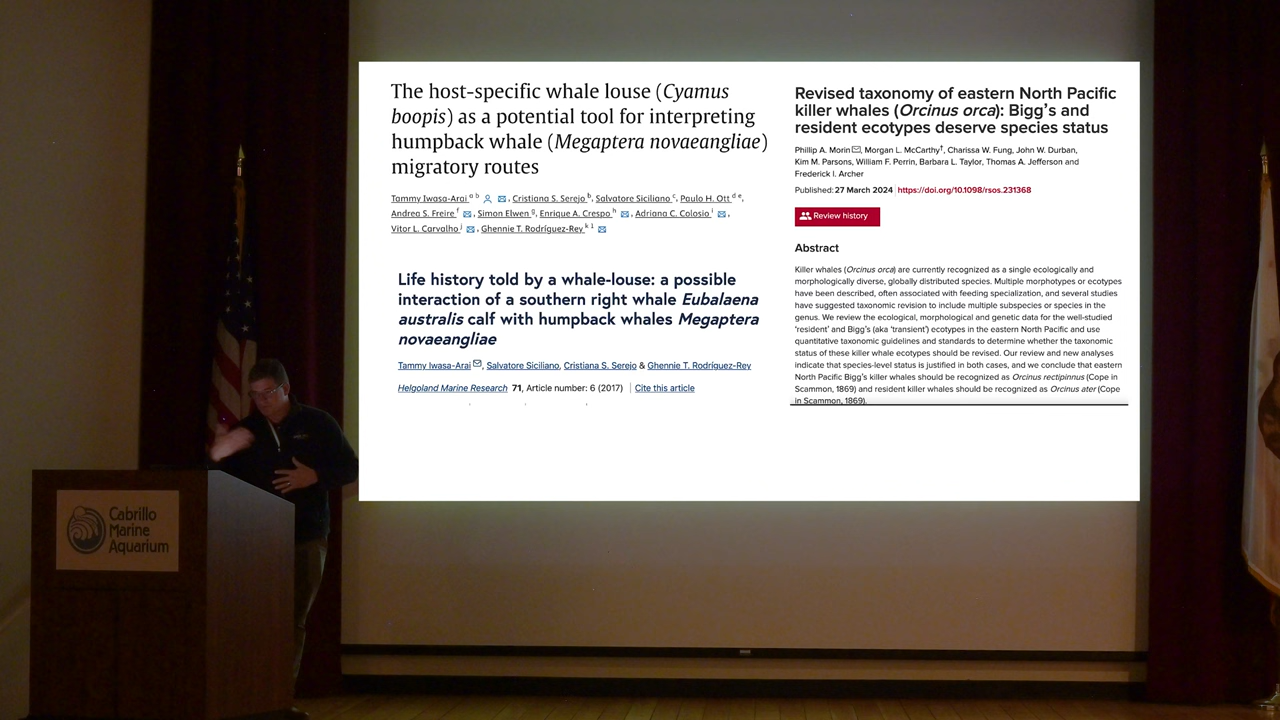 The host-specific whale louse (Cyamus
boopis) as a potential tool for interpreting
humpback whale (Megaptera novaeangliae)
migratory routes
Tammy Iwasa-Arai a b, Cristiana S. Serejo b, Salvatore Siciliano c, Paulo H. Ott d e,
Andrea S. Freire f, Simon Elwen g, Enrique A. Crespo h, Adriana C. Colosio i,
Vitor L. Carvalho j, Ghennie T. Rodríguez-Rey k l
Life history told by a whale-louse: a possible
interaction of a southern right whale Eubalaena
australis calf with humpback whales Megaptera
novaeangliae
Tammy Iwasa-Arai, Salvatore Siciliano, Cristiana S. Serejo & Ghennie T. Rodríguez-Rey
Helgoland Marine Research 71, Article number: 6 (2017) | Cite this article
Revised taxonomy of eastern North Pacific
killer whales (Orcinus orca): Bigg’s and
resident ecotypes deserve species status
Phillip A. Morin, Morgan L. McCarthy†, Charissa W. Fung, John W. Durban,
Kim M. Parsons, William F. Perrin, Barbara L. Taylor, Thomas A. Jefferson and
Frederick I. Archer
Published: 27 March 2024 | https://doi.org/10.1098/rsos.231368
Review history
Abstract
Killer whales (Orcinus orca) are currently recognized as a single ecologically and
morphologically diverse, globally distributed species. Multiple morphotypes or ecotypes
have been described, often associated with feeding specialization, and several studies
have suggested taxonomic revision to include multiple subspecies or species in the
genus. We review the ecological, morphological and genetic data for the well-studied
‘resident’ and Bigg’s (aka ‘transient’) ecotypes in the eastern North Pacific and use
quantitative taxonomic guidelines and standards to determine whether the taxonomic
status of these killer whale ecotypes should be revised. Our review and new analyses
indicate that species-level status is justified in both cases, and we conclude that eastern
North Pacific Bigg’s killer whales should be recognized as Orcinus rectipinnus (Cope in
Scammon, 1869) and resident killer whales should be recognized as Orcinus ater (Cope
in Scammon, 1869).
Cabrillo
Marine
Aquarium